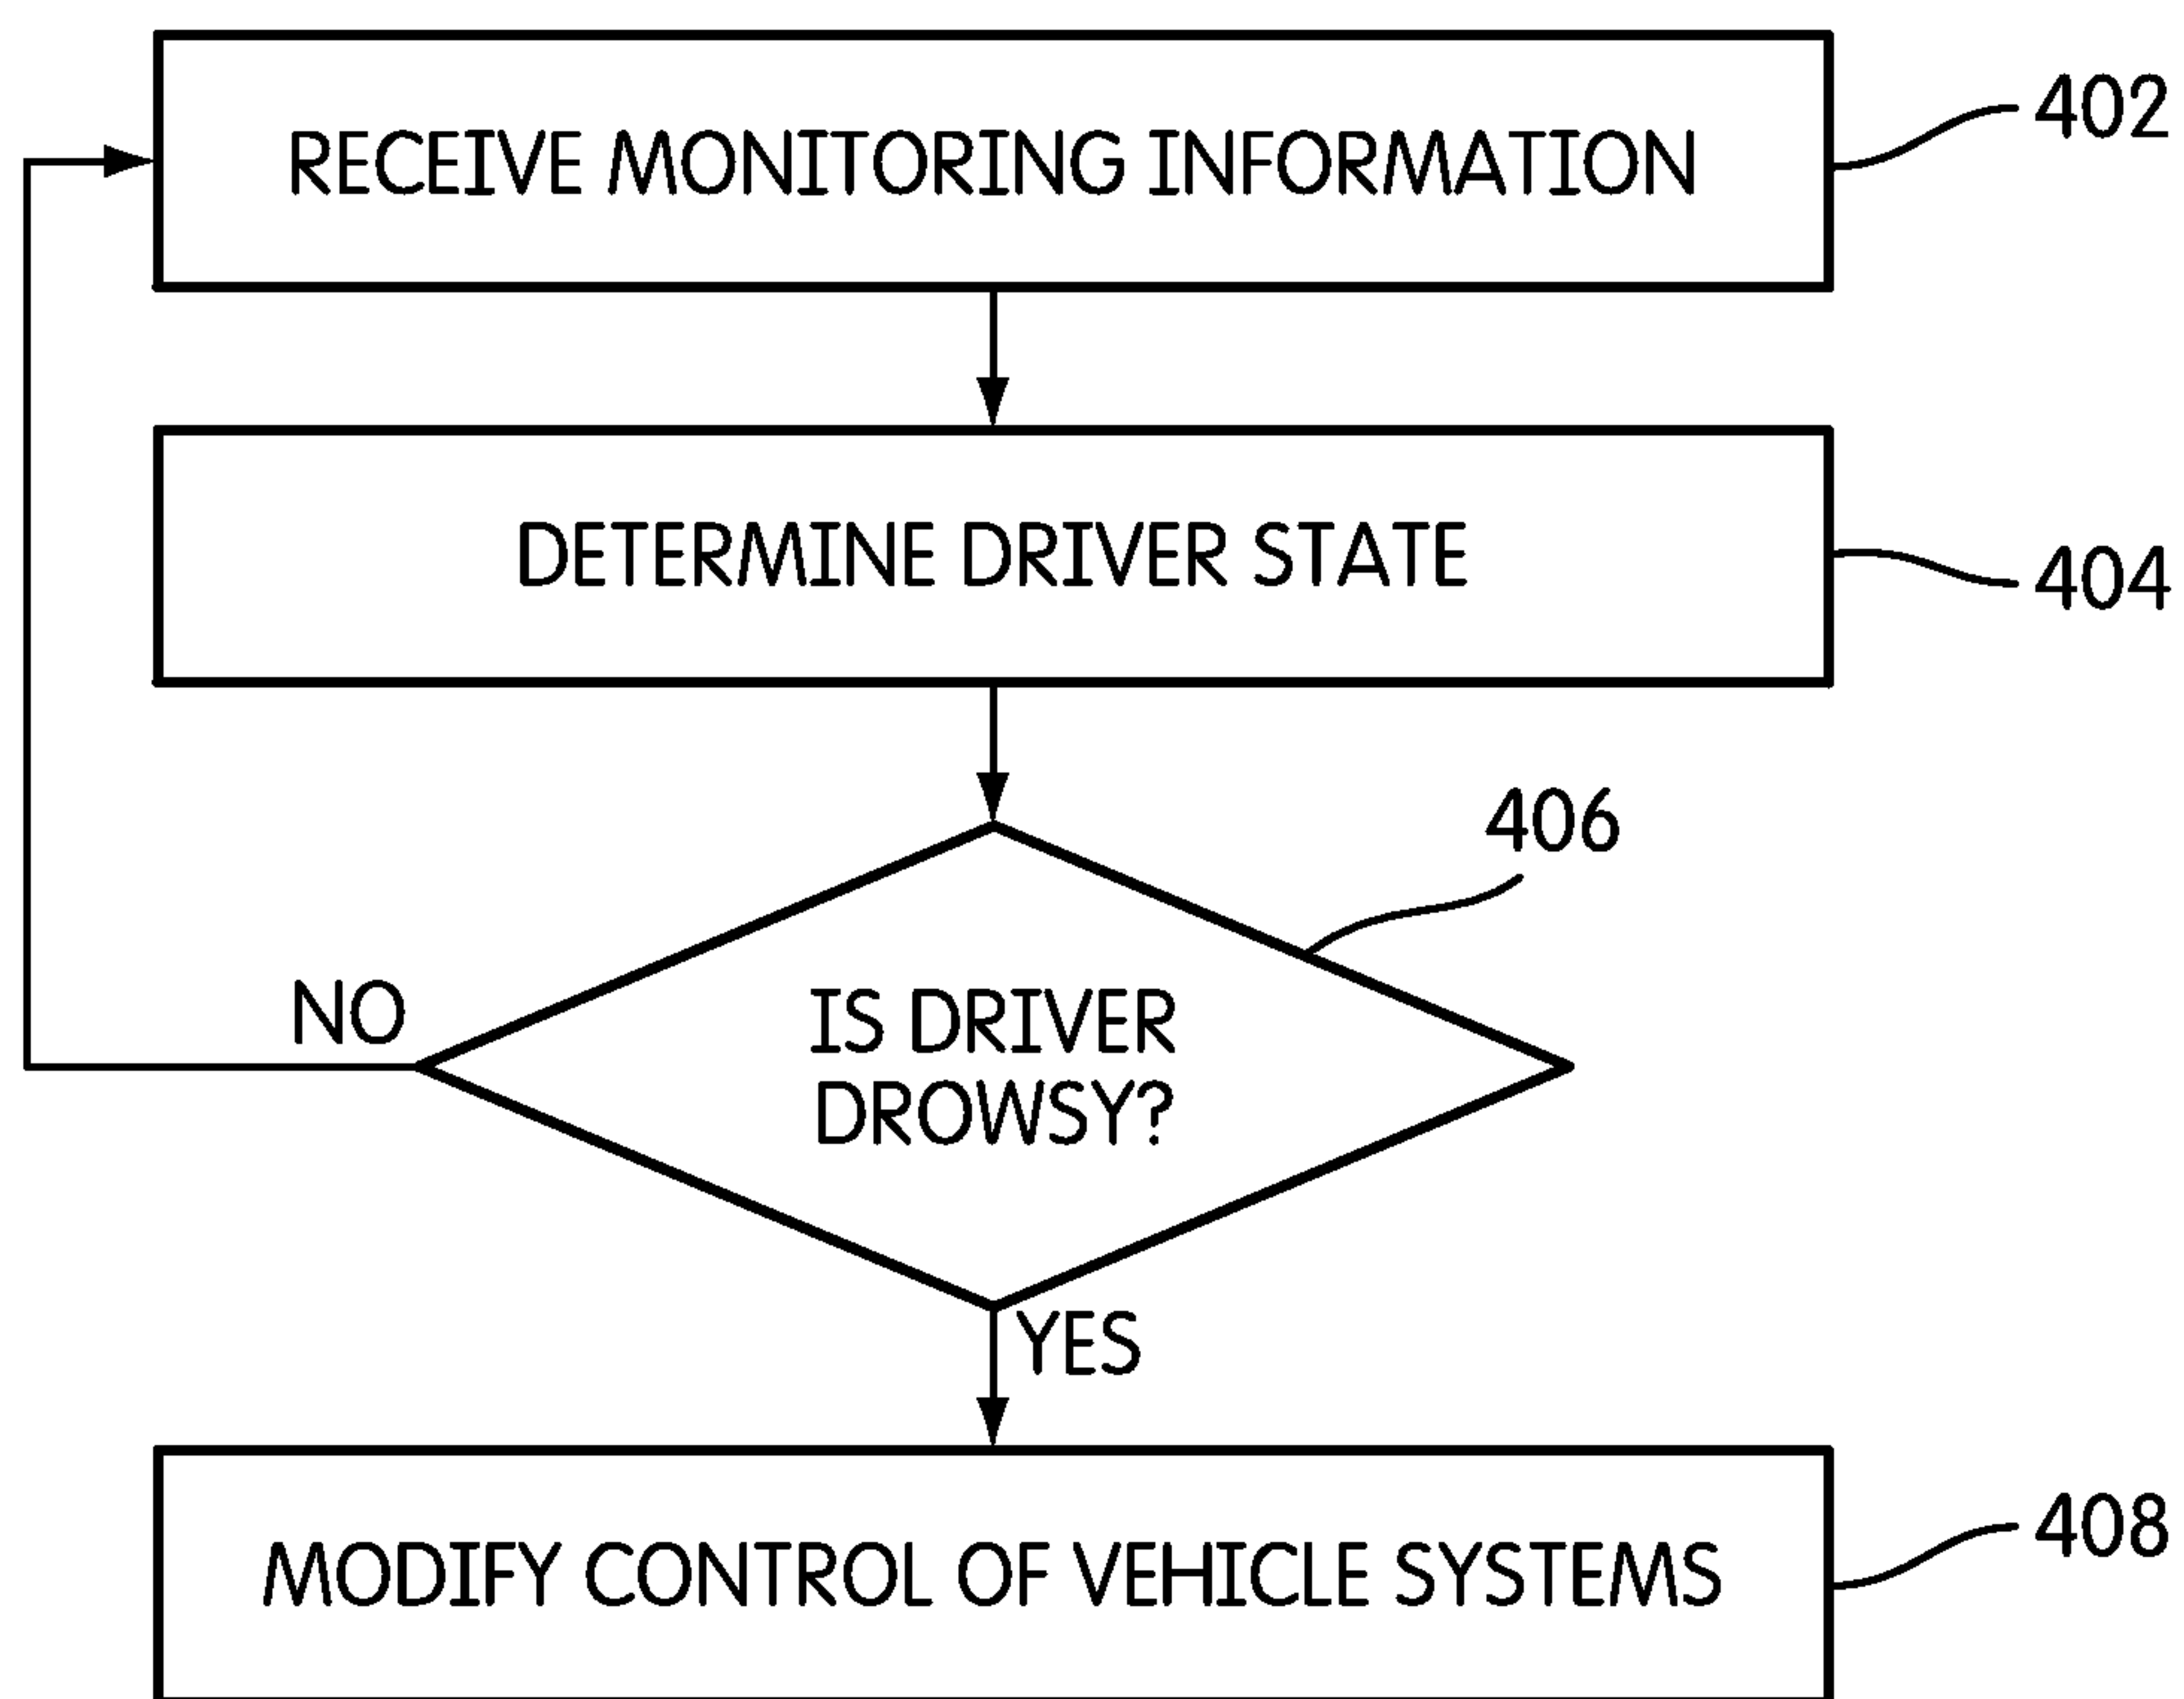 RECEIVE MONITORING INFORMATION
402
DETERMINE DRIVER STATE
404
406
NO
IS DRIVER
DROWSY?
YES
MODIFY CONTROL OF VEHICLE SYSTEMS
408